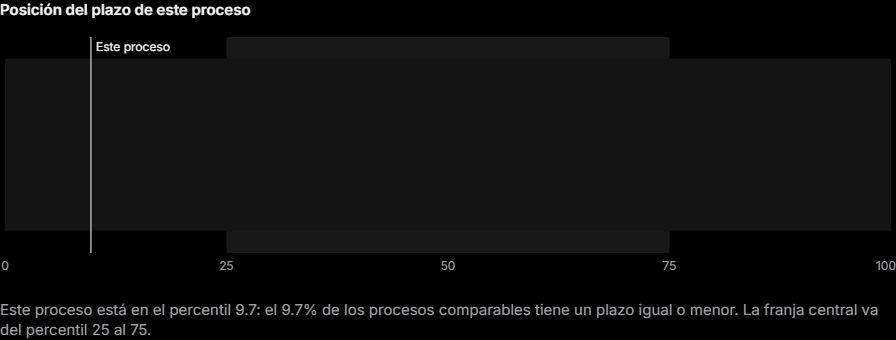 Posición del plazo de este proceso
Este proceso
0 25 50 75 100
Este proceso está en el percentil 9.7: el 9.7% de los procesos comparables tiene un plazo igual o menor. La franja central va
del percentil 25 al 75.